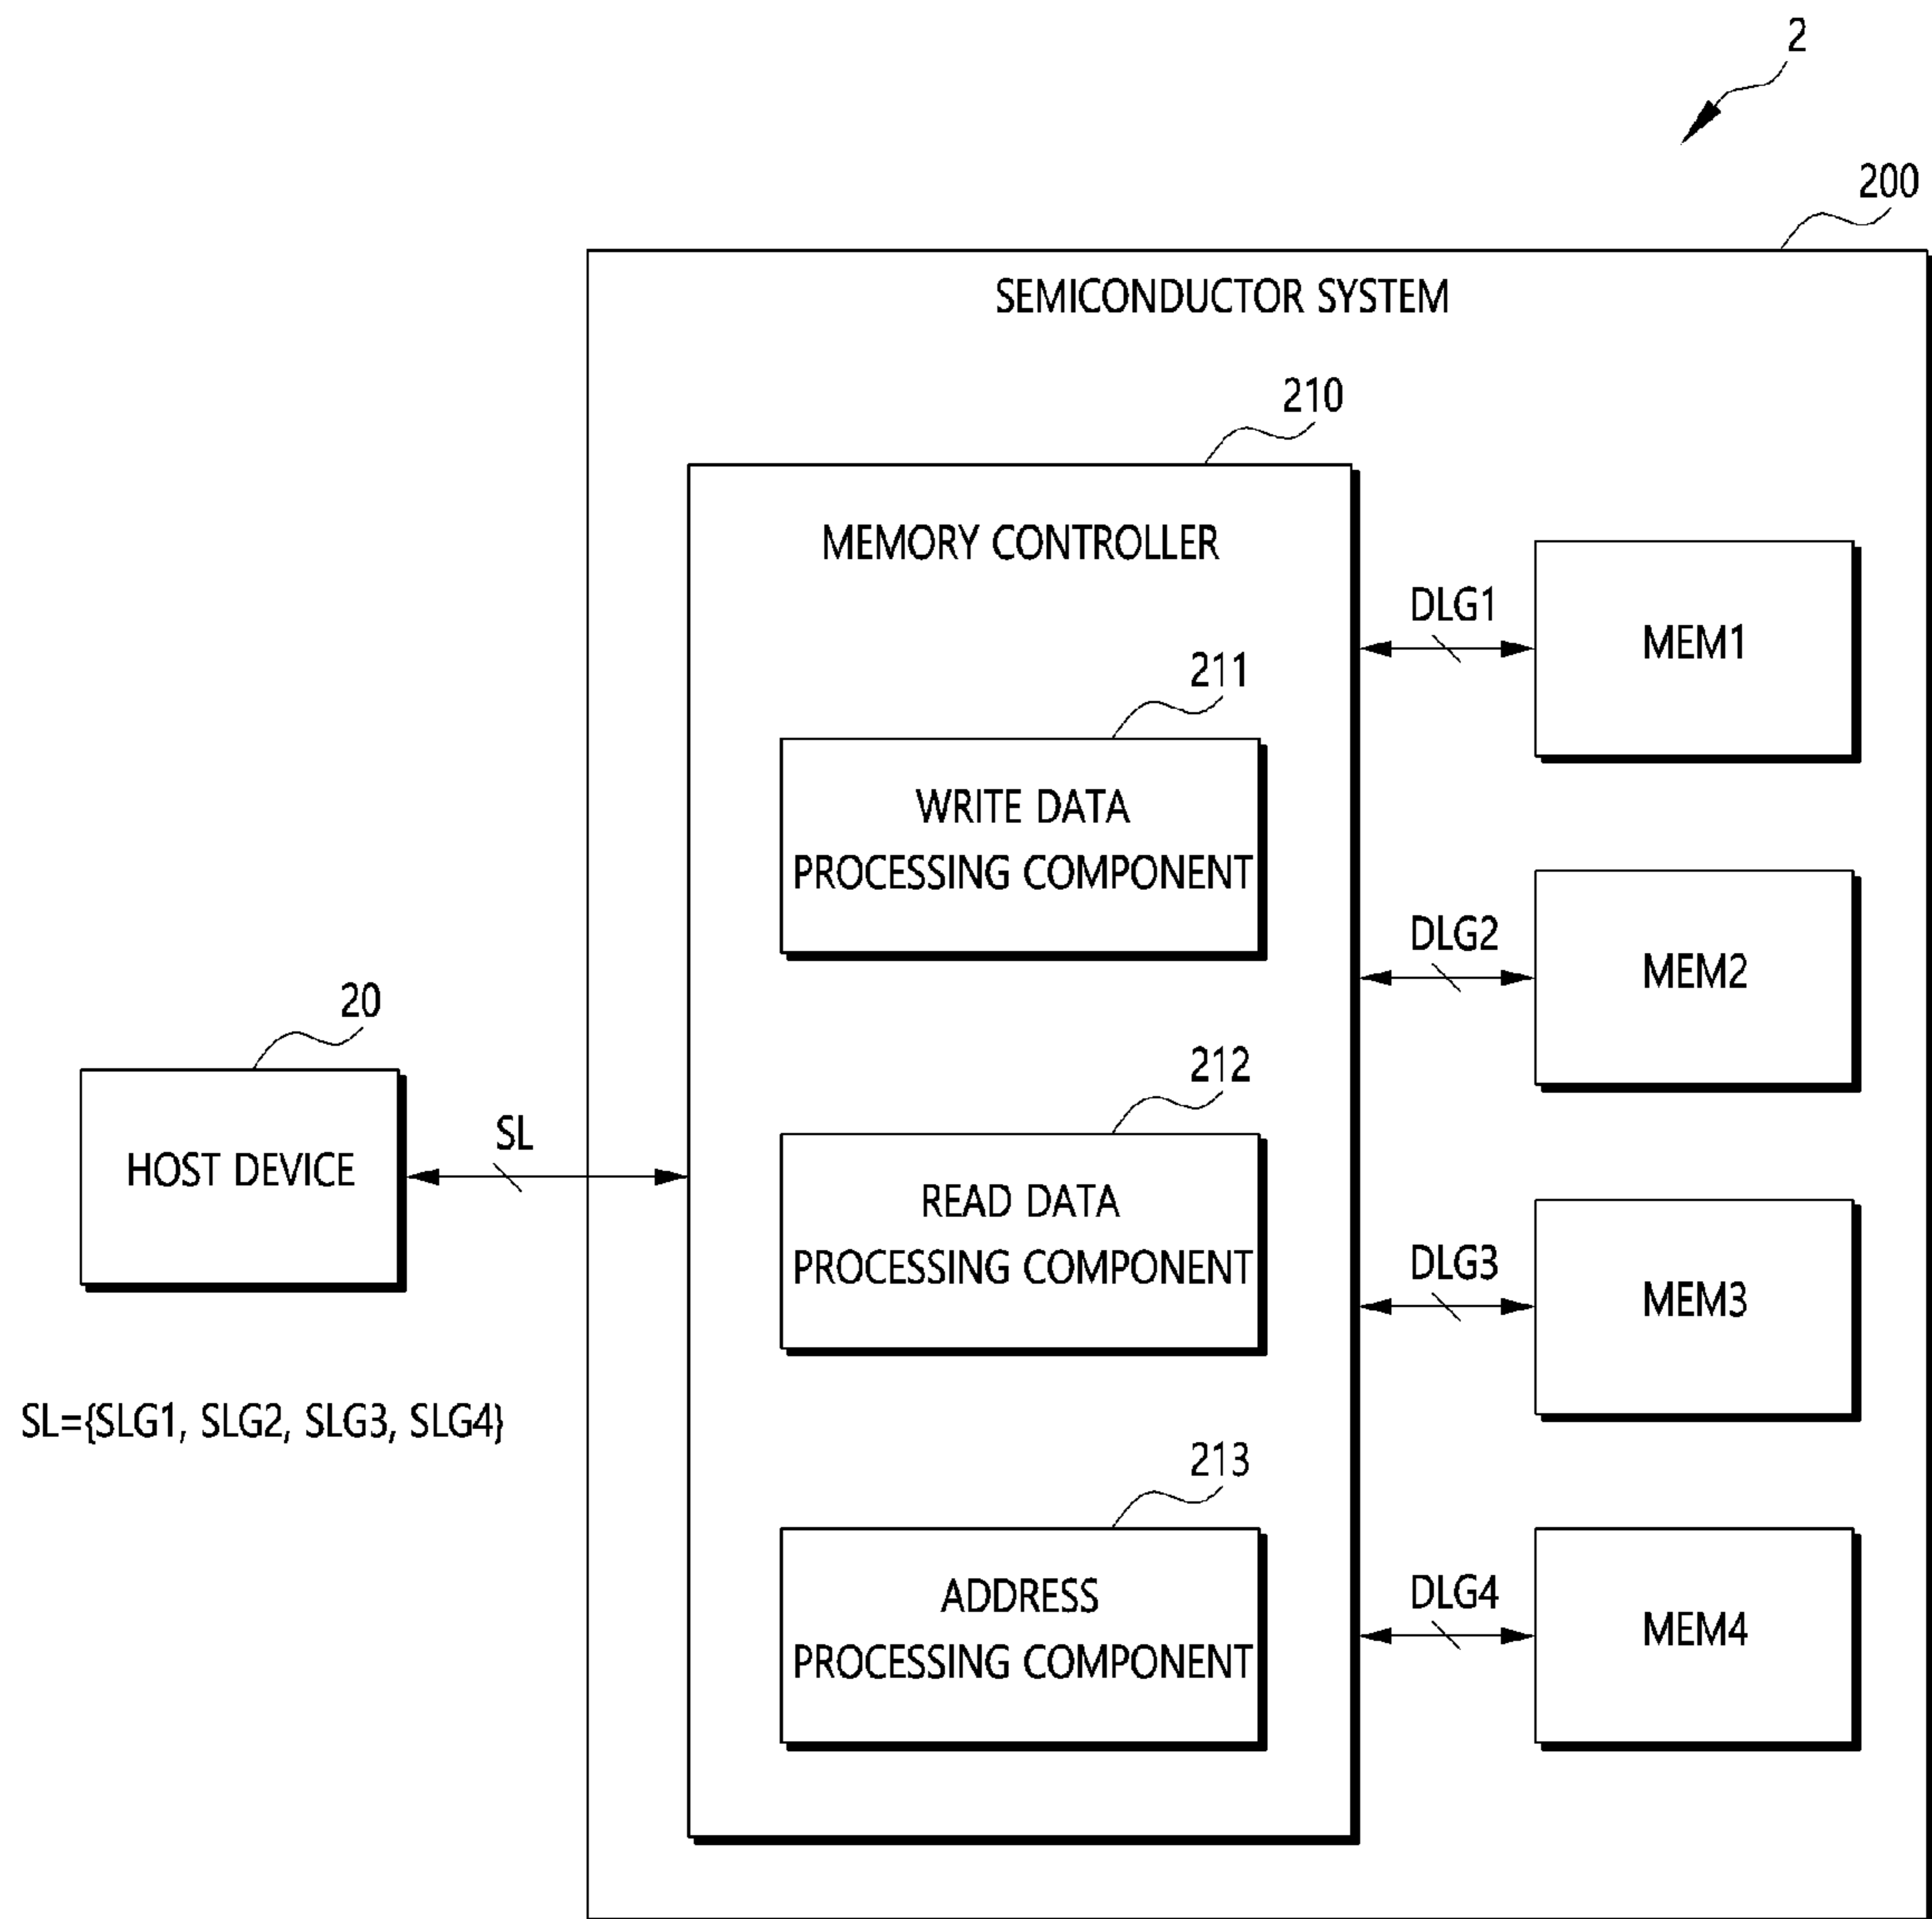 2
200
SEMICONDUCTOR SYSTEM
210
MEMORY CONTROLLER
211
WRITE DATA
PROCESSING COMPONENT
212
READ DATA
PROCESSING COMPONENT
213
ADDRESS
PROCESSING COMPONENT
DLG1
MEM1
DLG2
MEM2
DLG3
MEM3
DLG4
MEM4
20
HOST DEVICE
SL
SL={SLG1, SLG2, SLG3, SLG4}